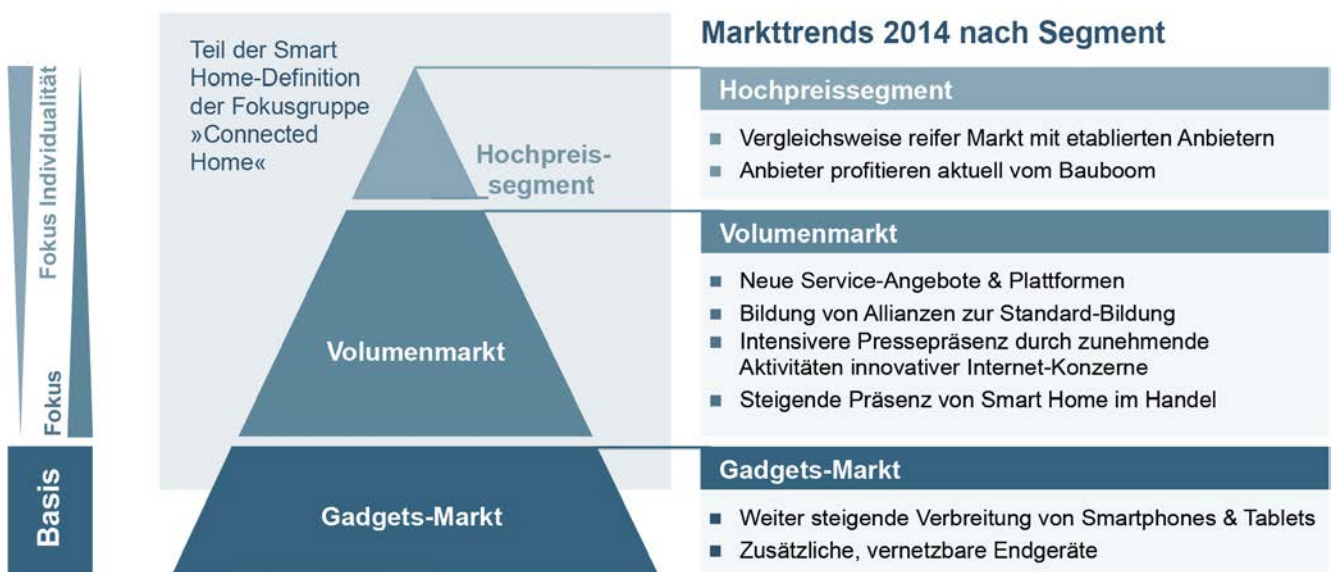 Teil der Smart
Home-Definition
der Fokusgruppe
»Connected
Home«
Fokus Individualität
Fokus
Basis
Hochpreis-
segment
Volumenmarkt
Gadgets-Markt
Markttrends 2014 nach Segment
Hochpreissegment
Vergleichsweise reifer Markt mit etablierten Anbietern
Anbieter profitieren aktuell vom Bauboom
Volumenmarkt
Neue Service-Angebote & Plattformen
Bildung von Allianzen zur Standard-Bildung
Intensivere Pressepräsenz durch zunehmende
Aktivitäten innovativer Internet-Konzerne
Steigende Präsenz von Smart Home im Handel
Gadgets-Markt
Weiter steigende Verbreitung von Smartphones & Tablets
Zusätzliche, vernetzbare Endgeräte